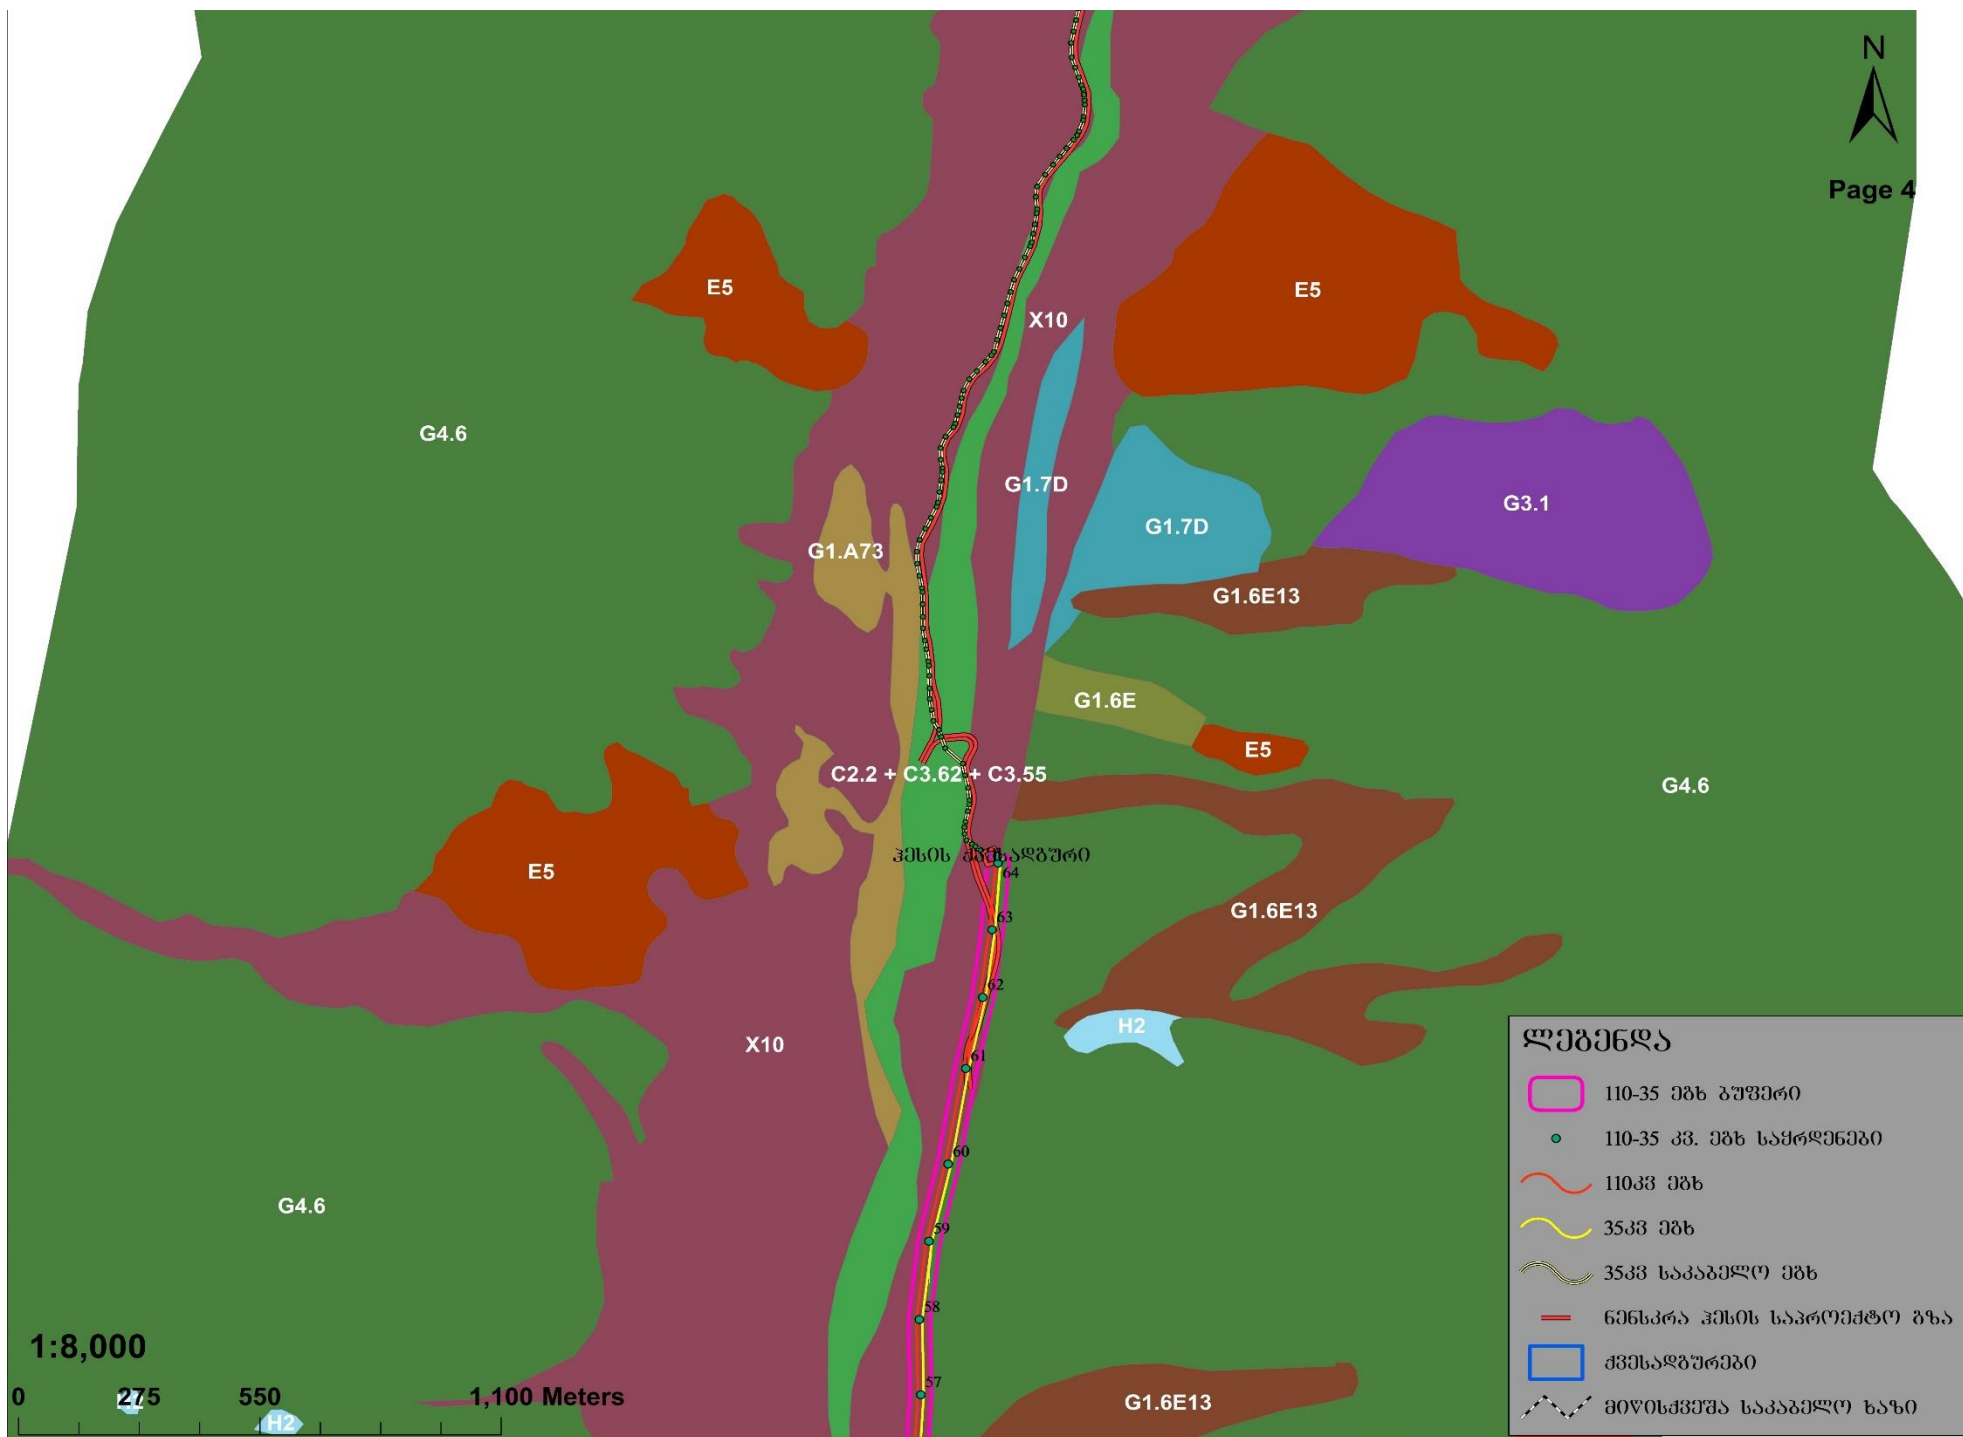 N
Page 4
E5
E5
X10
G4.6
G1.7D
G3.1
G1.7D
G1.A73
G1.6E13
G1.6E
E5
C2.2 + C3.62 + C3.55
G4.6
ჰესის ქვესადგური
64
E5
G1.6E13
63
62
H2
61
X10
60
G4.6
59
58
57
G1.6E13
ლეგენდა
110-35 ეგხ ბუფერი
110-35 კვ. ეგხ საყრდენები
110კვ ეგხ
35კვ ეგხ
35კვ საკაბელო ეგხ
ნენსკრა ჰესის საპროექტო გზა
ქვესადგურები
მიწისქვეშა საკაბელო ხაზი
1:8,000
0 275 550 1,100 Meters
H2
H2